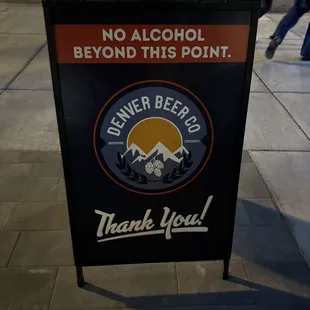 NO ALCOHOL
BEYOND THIS POINT.
DENVER BEER CO
Thank You!